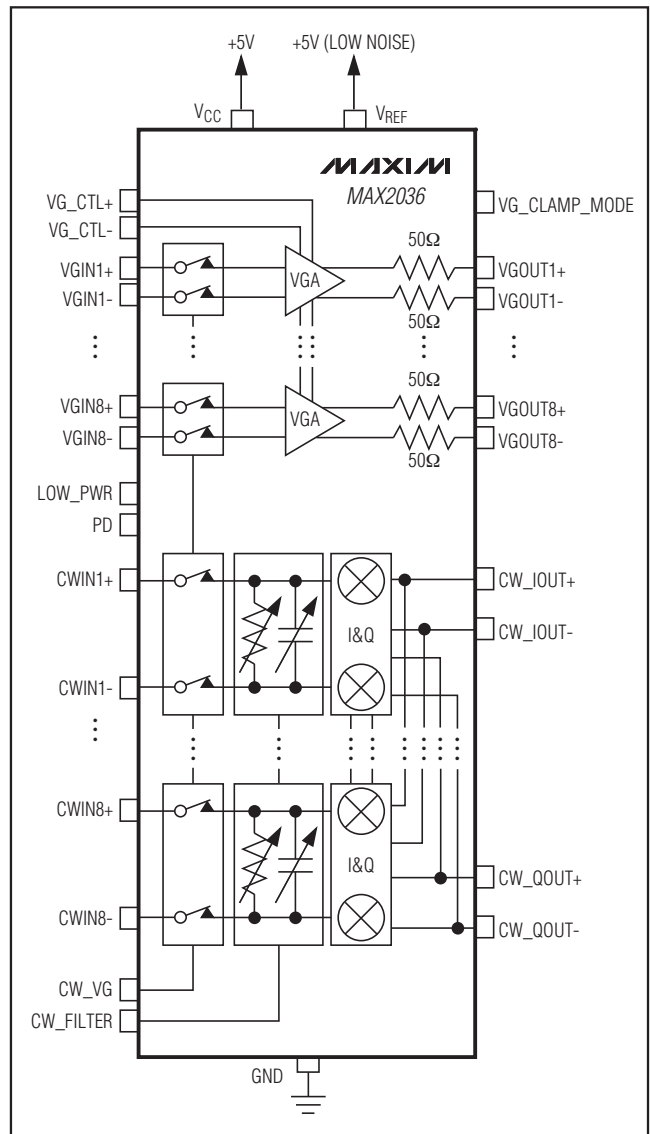 +5V +5V (LOW NOISE)
VCC VREF
MAXIM
MAX2036
VG_CTL+
VG_CLAMP_MODE
VG_CTL-
50Ω
VGIN1+ VGA VGOUT1+
VGIN1- VGOUT1-
50Ω
50Ω
VGIN8+ VGA VGOUT8+
VGIN8- VGOUT8-
50Ω
LOW_PWR
PD
CWIN1+ CW_IOUT+
I&Q CW_IOUT-
CWIN1-
CWIN8+
I&Q CW_QOUT+
CWIN8- CW_QOUT-
CW_VG
CW_FILTER
GND